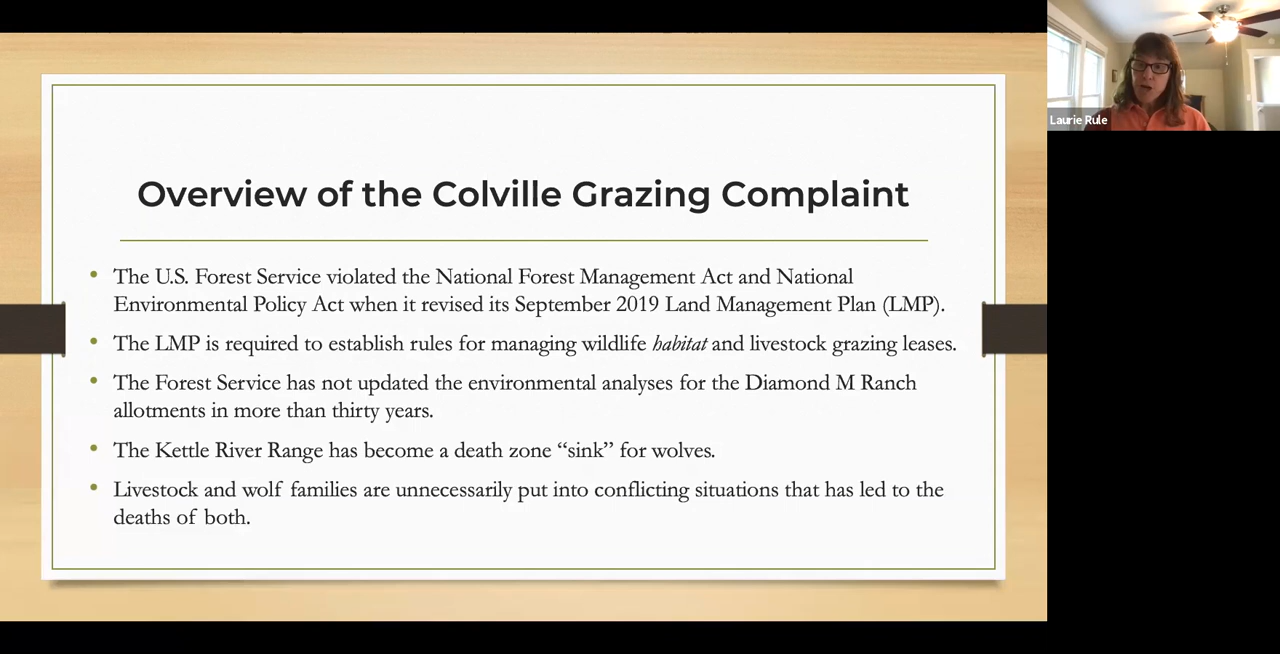 Overview of the Colville Grazing Complaint
• The U.S. Forest Service violated the National Forest Management Act and National
Environmental Policy Act when it revised its September 2019 Land Management Plan (LMP).
• The LMP is required to establish rules for managing wildlife habitat and livestock grazing leases.
• The Forest Service has not updated the environmental analyses for the Diamond M Ranch
allotments in more than thirty years.
• The Kettle River Range has become a death zone “sink” for wolves.
• Livestock and wolf families are unnecessarily put into conflicting situations that has led to the
deaths of both.
Laurie Rule